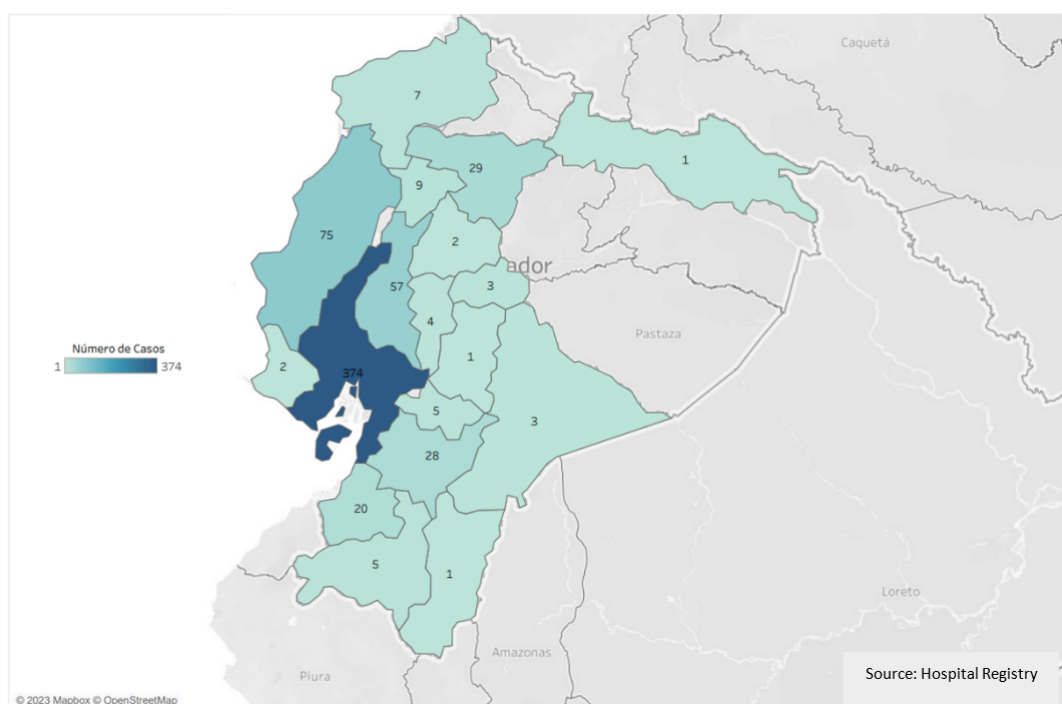 Caquetá
7
1
29
9
75
2
ador
57
3
4
Pastaza
Número de Casos
1
374
2
374
1
5
3
28
20
5
1
Loreto
Amazonas
Piura
Source: Hospital Registry
© 2023 Mapbox © OpenStreetMap